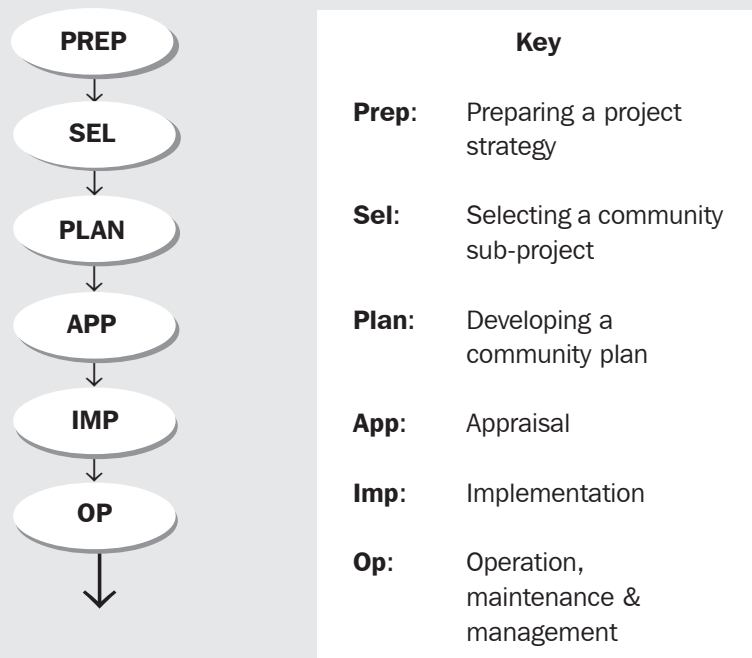 PREP
SEL
PLAN
APP
IMP
OP
Key
Prep: Preparing a project
strategy
Sel: Selecting a community
sub-project
Plan: Developing a
community plan
App: Appraisal
Imp: Implementation
Op: Operation,
maintenance &
management